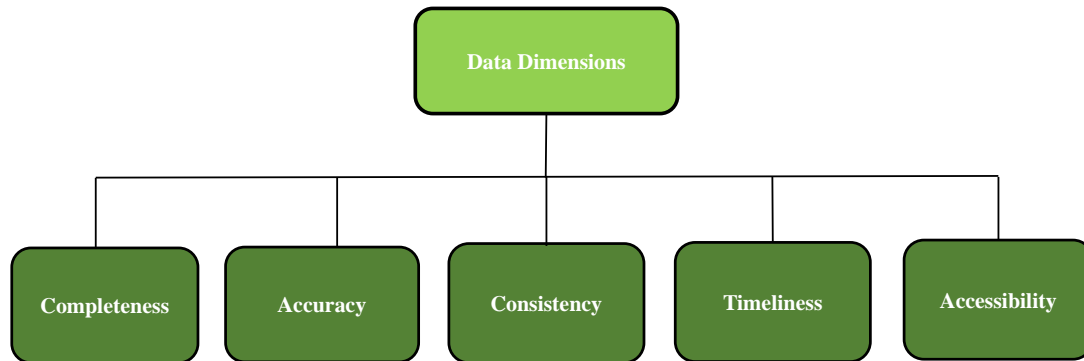 Data Dimensions
Completeness
Accuracy
Consistency
Timeliness
Accessibility